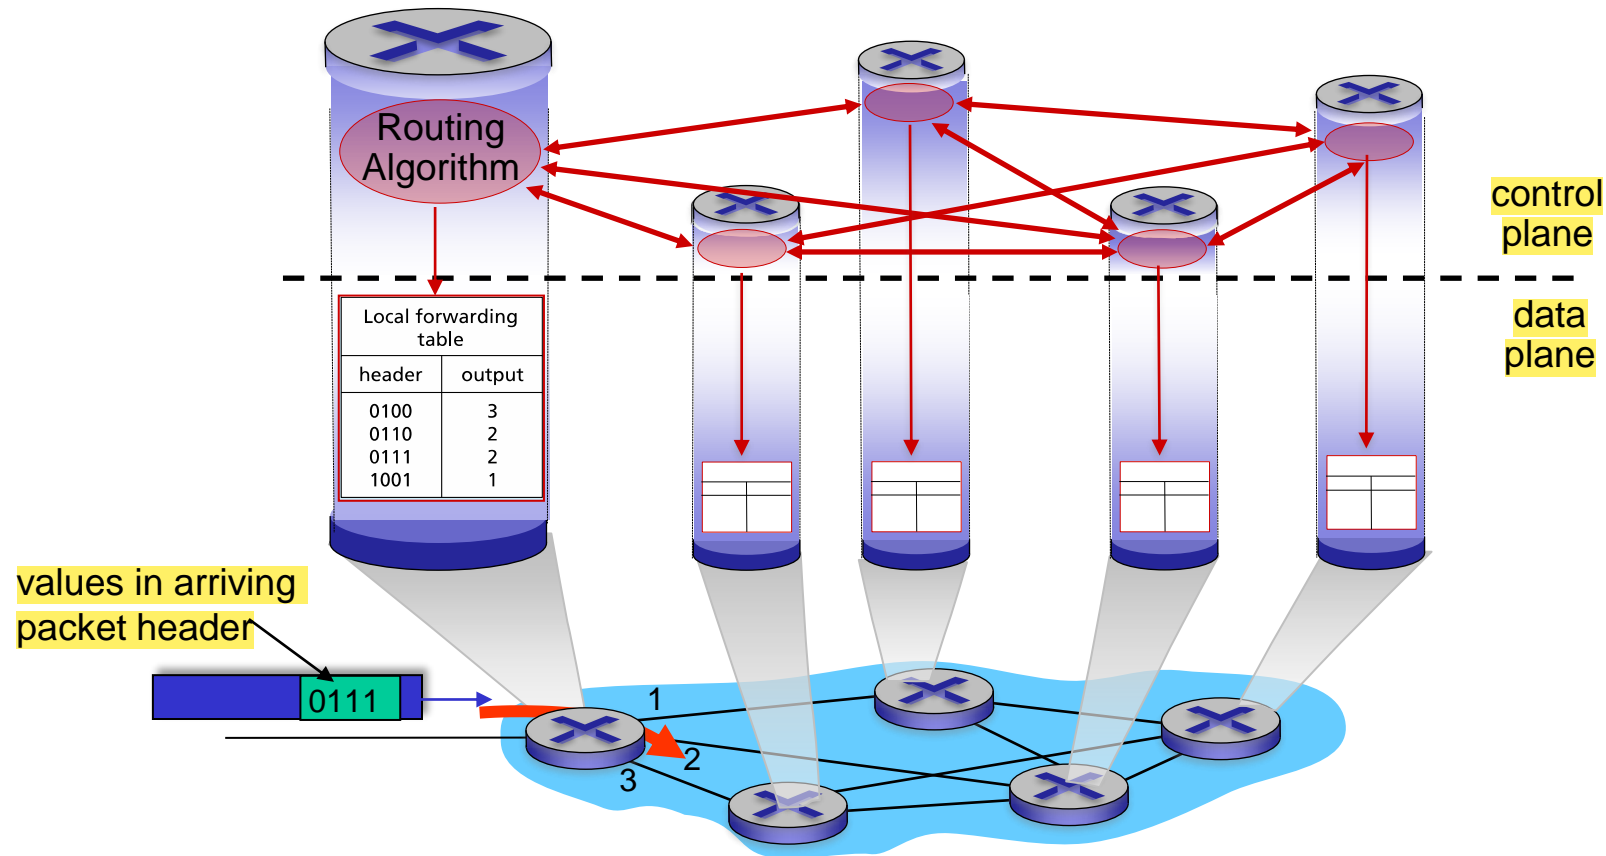 Routing
Algorithm
control
plane
data
plane
Local forwarding
table
header output
0100 3
0110 2
0111 2
1001 1
values in arriving
packet header
0111
1
2
3